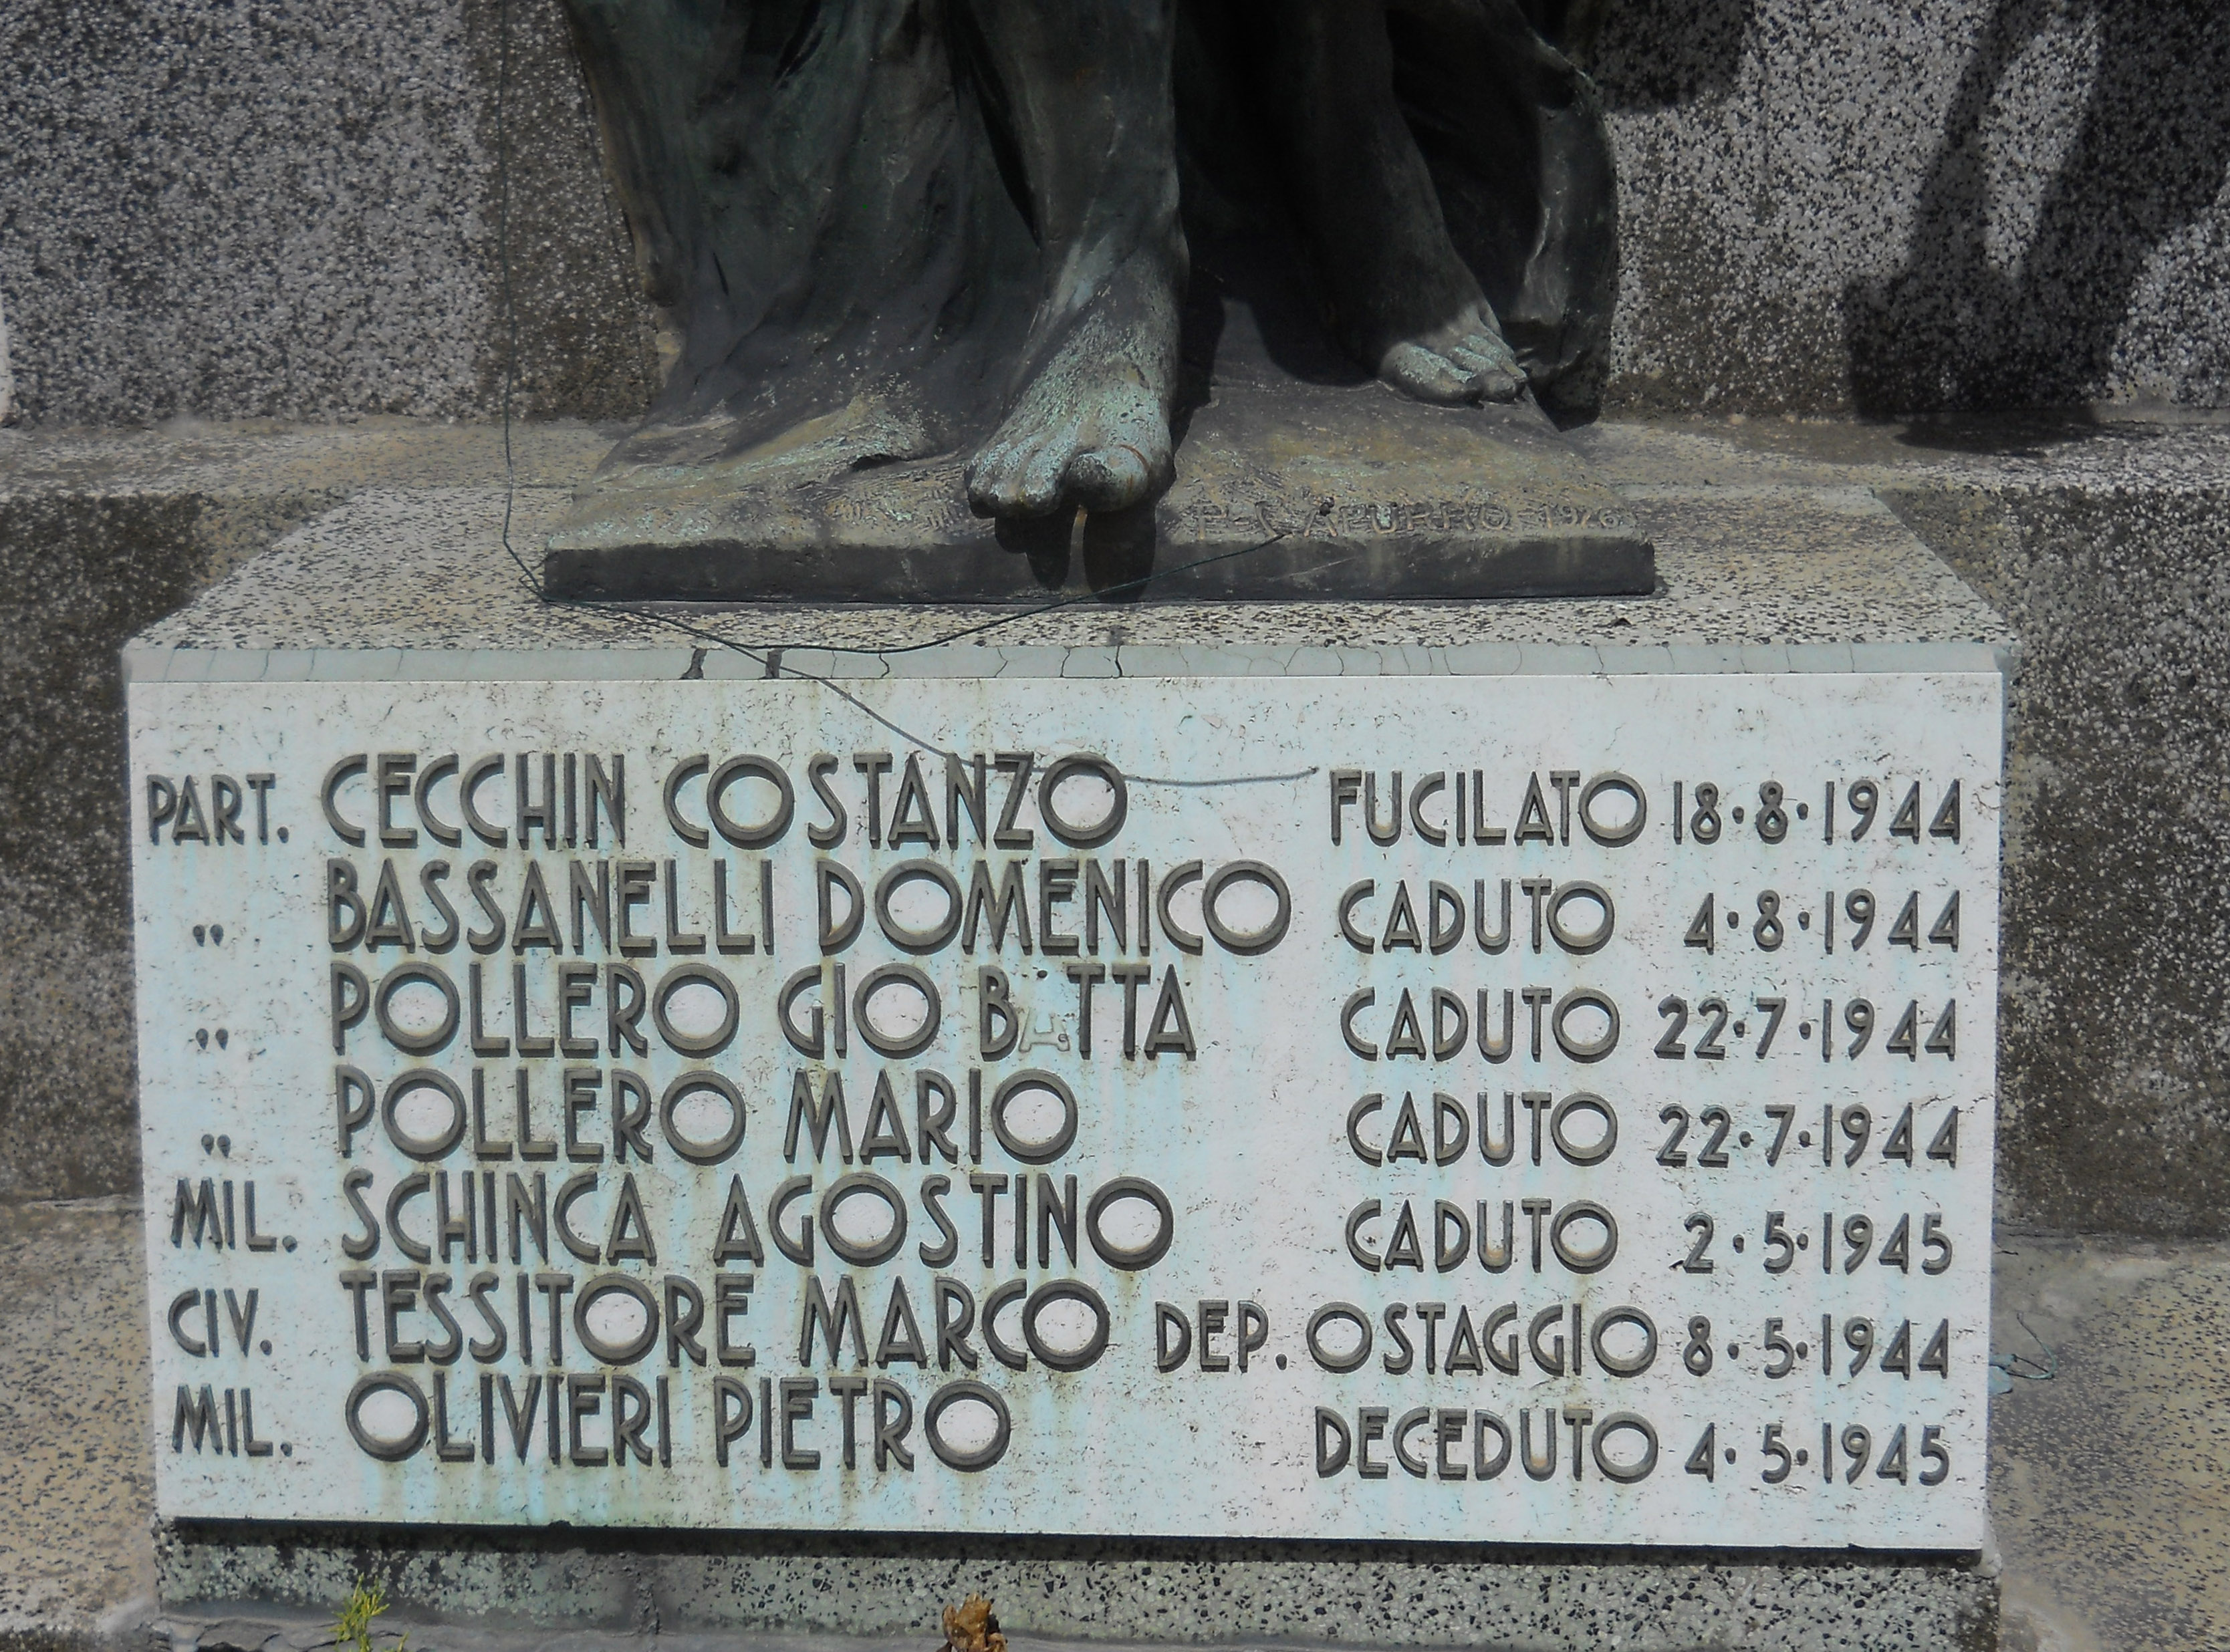 P. CAPURRO 1926
PART. CECCHIN COSTANZO FUCILATO 18·8·1944
„ BASSANELLI DOMENICO CADUTO 4·8·1944
„ POLLERO GIO BATTA CADUTO 22·7·1944
„ POLLERO MARIO CADUTO 22·7·1944
MIL. SCHINCA AGOSTINO CADUTO 2·5·1945
CIV. TESSITORE MARCO DEP. OSTAGGIO 8·5·1944
MIL. OLIVIERI PIETRO DECEDUTO 4·5·1945